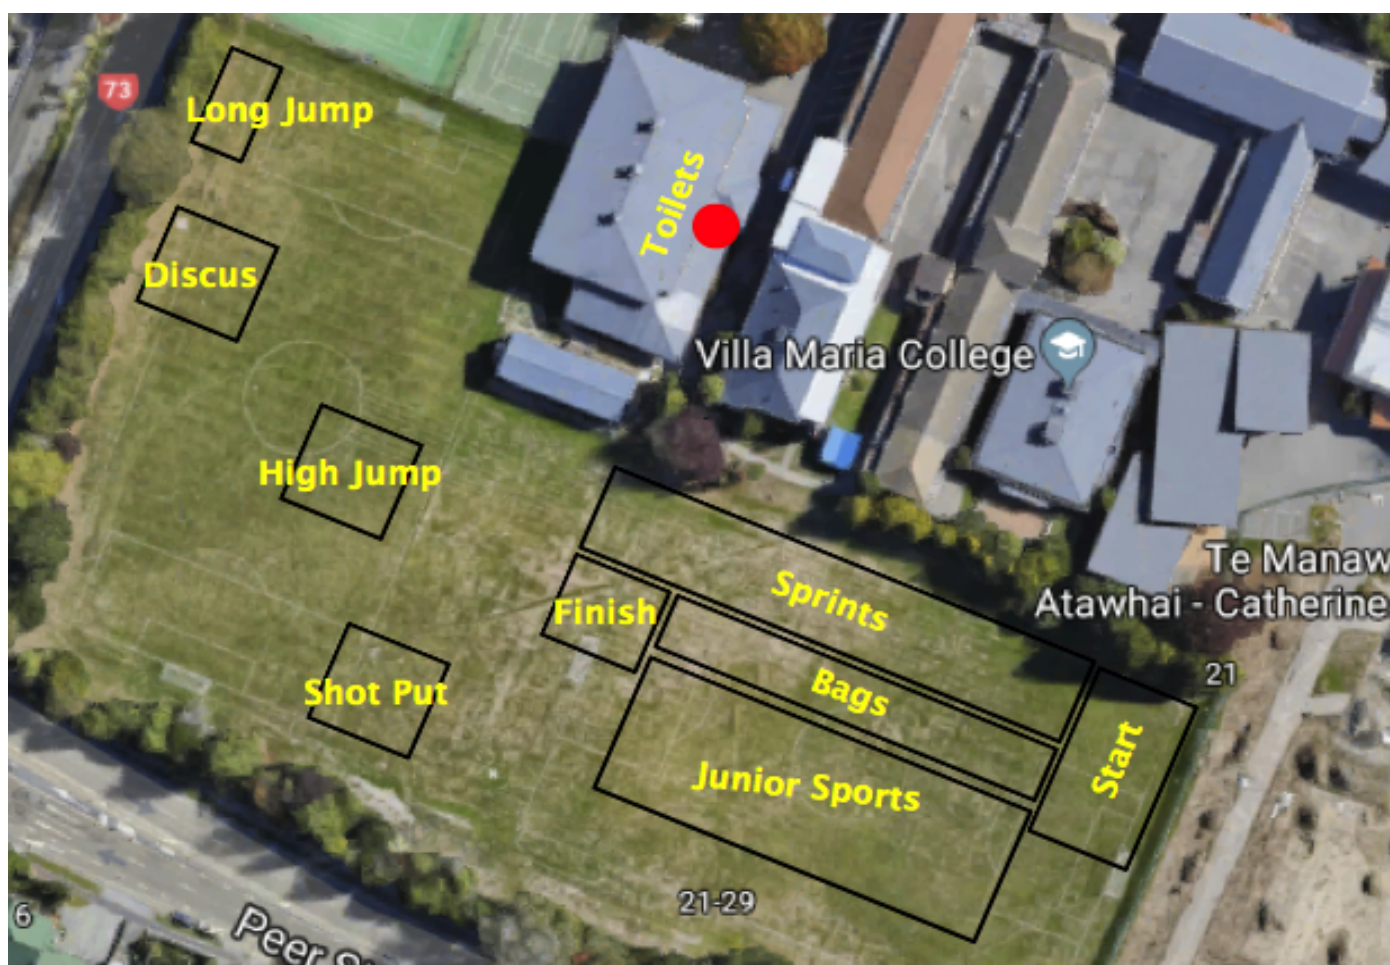 73
Long Jump
Toilets
Discus
Villa Maria College
High Jump
Te Manaw
Atawhai - Catherine
Sprints
Finish
21
Bags
Shot Put
Start
Junior Sports
21-29
6
Peer S